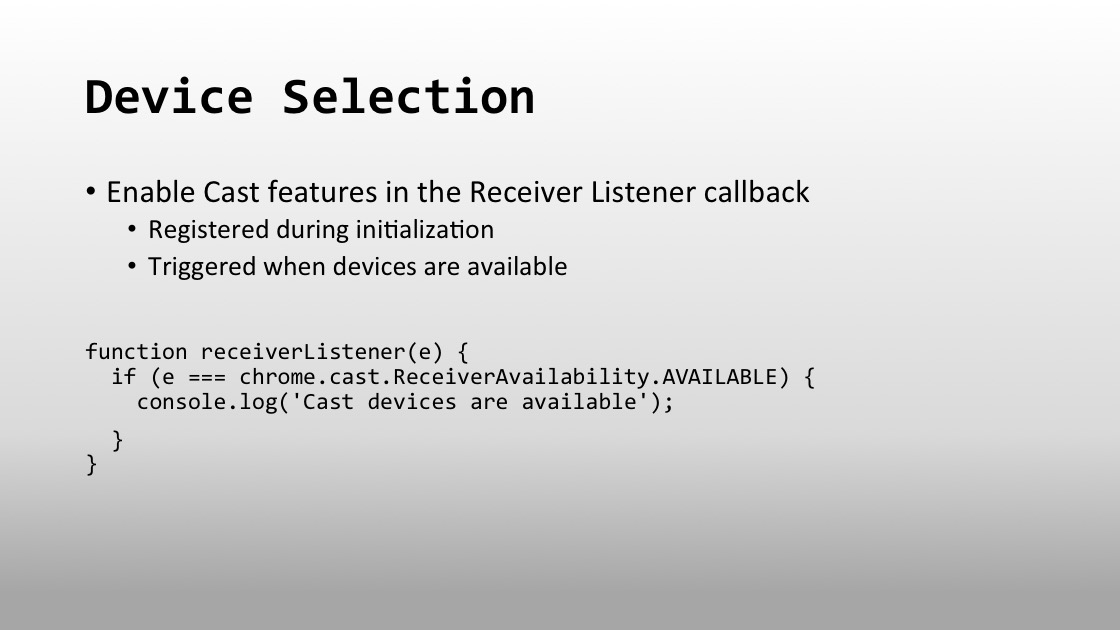 Device Selection
• Enable Cast features in the Receiver Listener callback
• Registered during initialization
• Triggered when devices are available
function receiverListener(e) {
  if (e === chrome.cast.ReceiverAvailability.AVAILABLE) {
    console.log('Cast devices are available');
  }
}